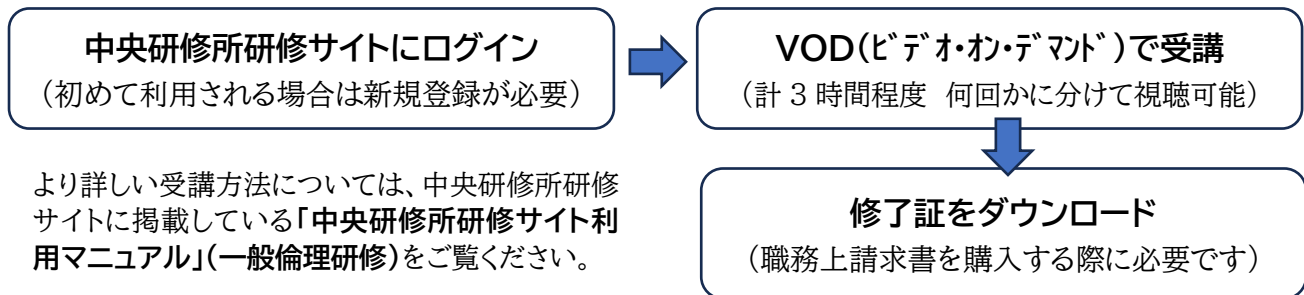 中央研修所研修サイトにログイン
(初めて利用される場合は新規登録が必要)
VOD(ﾋﾞﾃﾞｵ・ｵﾝ・ﾃﾞﾏﾝﾄﾞ)で受講
(計3時間程度 何回かに分けて視聴可能)
より詳しい受講方法については、中央研修所研修
サイトに掲載している「中央研修所研修サイト利
用マニュアル」(一般倫理研修)をご覧ください。
修了証をダウンロード
(職務上請求書を購入する際に必要です)